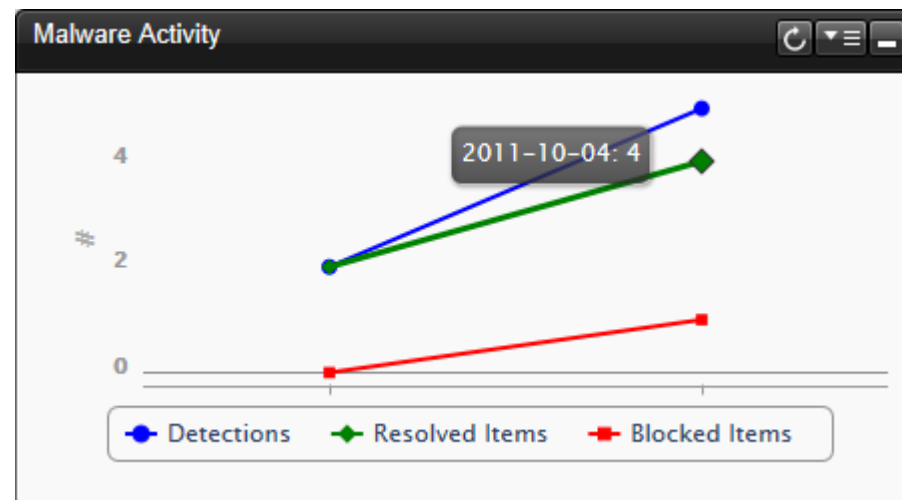 Malware Activity
2011-10-04: 4
4
#
2
0
Detections Resolved Items Blocked Items